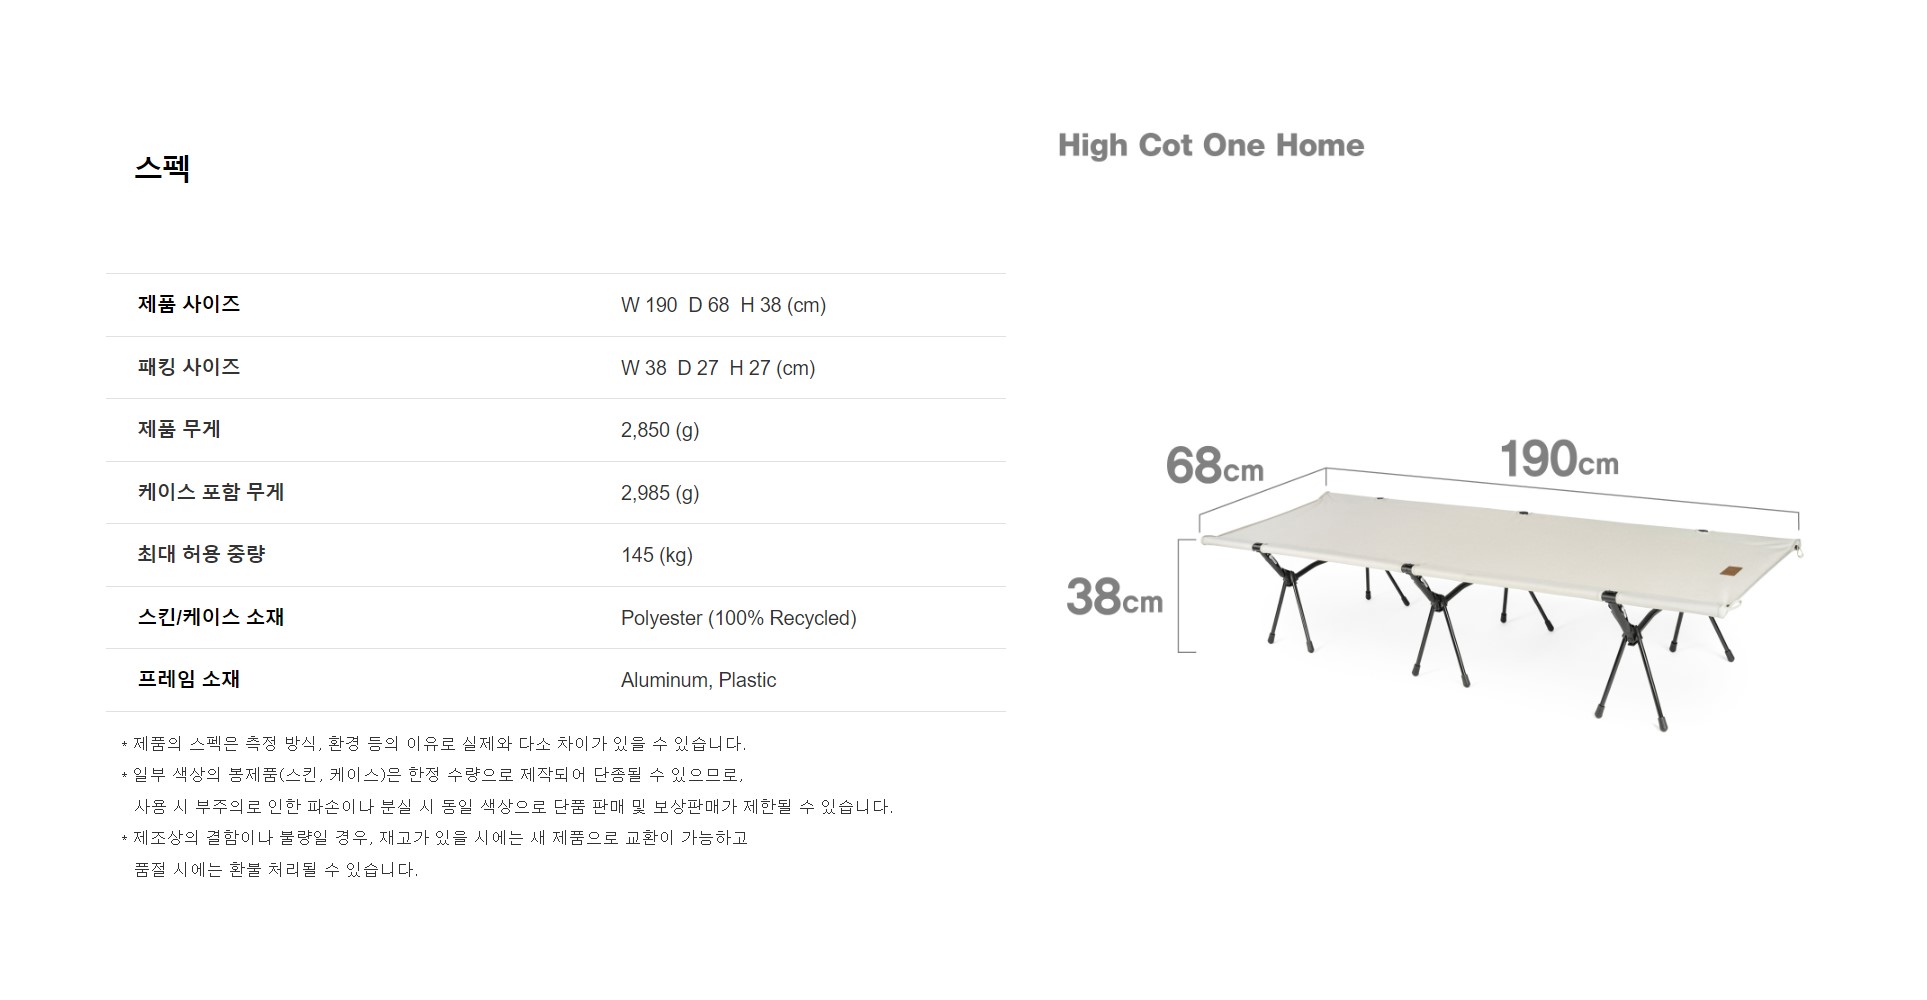 스펙
제품 사이즈 W 190 D 68 H 38 (cm)
패킹 사이즈 W 38 D 27 H 27 (cm)
제품 무게 2,850 (g)
케이스 포함 무게 2,985 (g)
최대 허용 중량 145 (kg)
스킨/케이스 소재 Polyester (100% Recycled)
프레임 소재 Aluminum, Plastic
* 제품의 스펙은 측정 방식, 환경 등의 이유로 실제와 다소 차이가 있을 수 있습니다.
* 일부 색상의 봉제품(스킨, 케이스)은 한정 수량으로 제작되어 단종될 수 있으므로,
사용 시 부주의로 인한 파손이나 분실 시 동일 색상으로 단품 판매 및 보상판매가 제한될 수 있습니다.
* 제조상의 결함이나 불량일 경우, 재고가 있을 시에는 새 제품으로 교환이 가능하고
품절 시에는 환불 처리될 수 있습니다.
High Cot One Home
68cm
190cm
38cm